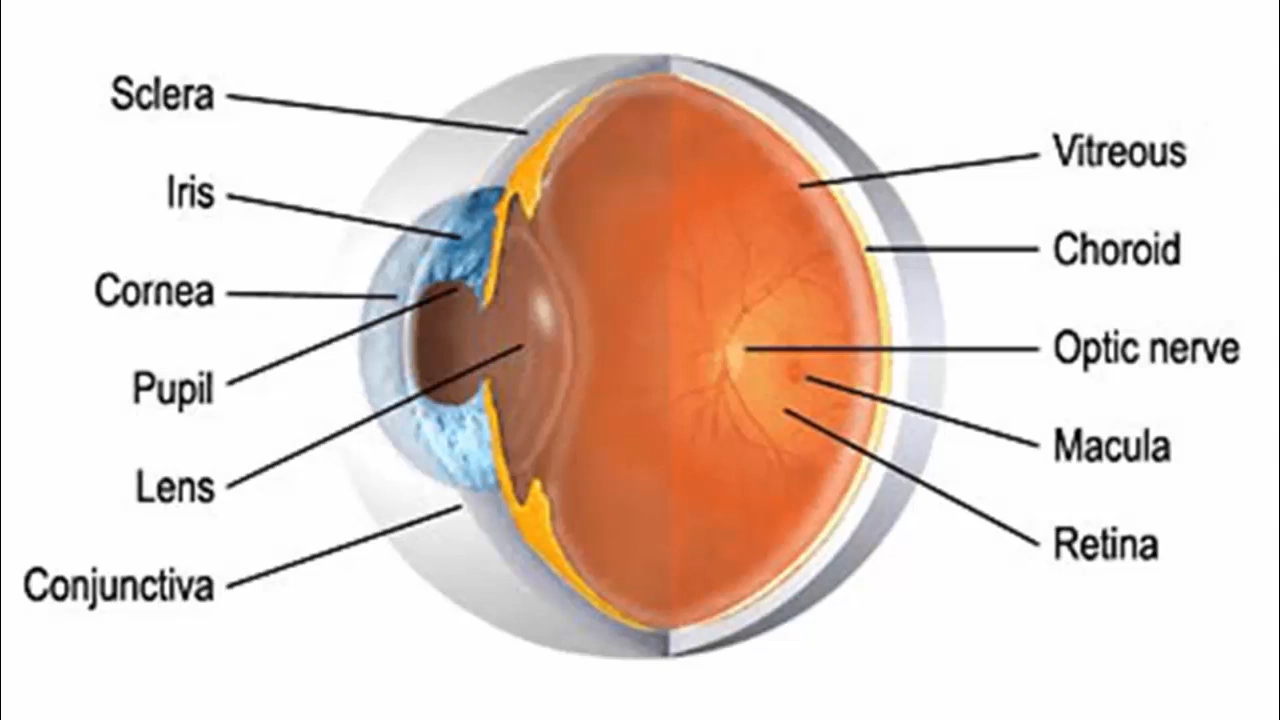 Sclera
Iris
Cornea
Pupil
Lens
Conjunctiva
Vitreous
Choroid
Optic nerve
Macula
Retina